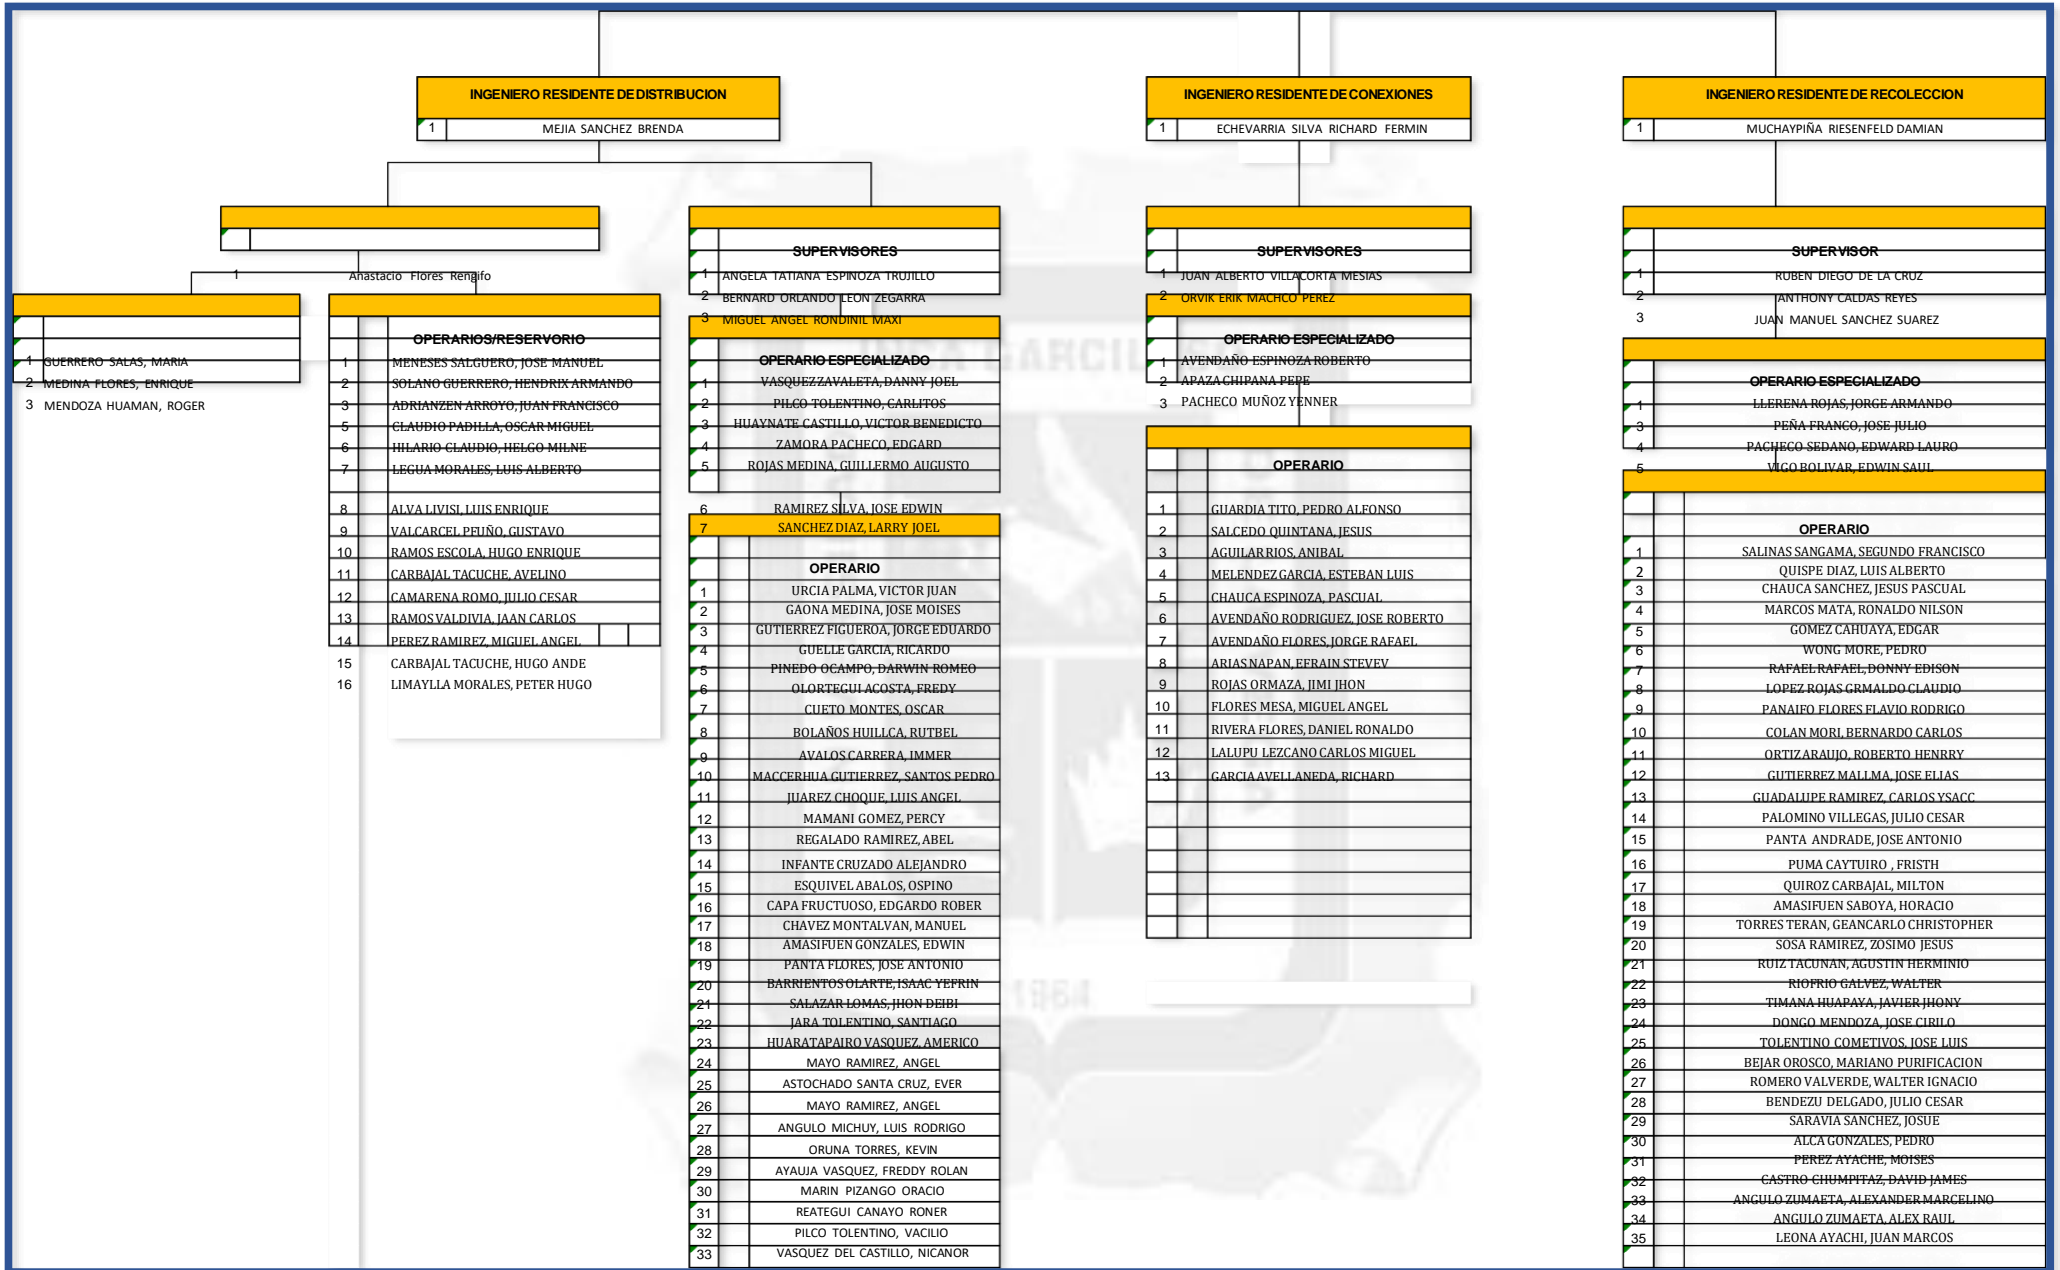 INGENIERO RESIDENTE DE DISTRIBUCION
1 MEJIA SANCHEZ BRENDA
INGENIERO RESIDENTE DE CONEXIONES
1 ECHEVARRIA SILVA RICHARD FERMIN
INGENIERO RESIDENTE DE RECOLECCION
1 MUCHAYPIÑA RIESENFELD DAMIAN
1 Anastacio Flores Rengifo
1 GUERRERO SALAS, MARIA
2 MEDINA FLORES, ENRIQUE
3 MENDOZA HUAMAN, ROGER
OPERARIOS/RESERVORIO
1 MENESES SALGUERO, JOSE MANUEL
2 SOLANO GUERRERO, HENDRIX ARMANDO
3 ADRIANZEN ARROYO, JUAN FRANCISCO
5 CLAUDIO PADILLA, OSCAR MIGUEL
6 HILARIO CLAUDIO, HELGO MILNE
7 LEGUA MORALES, LUIS ALBERTO
8 ALVA LIVISI, LUIS ENRIQUE
9 VALCARCEL PFUÑO, GUSTAVO
10 RAMOS ESCOLA, HUGO ENRIQUE
11 CARBAJAL TACUCHE, AVELINO
12 CAMARENA ROMO, JULIO CESAR
13 RAMOS VALDIVIA, JAAN CARLOS
14 PEREZ RAMIREZ, MIGUEL ANGEL
15 CARBAJAL TACUCHE, HUGO ANDE
16 LIMAYLLA MORALES, PETER HUGO
SUPERVISORES
1 ANGELA TATIANA ESPINOZA TRUJILLO
2 BERNARD ORLANDO LEON ZEGARRA
3 MIGUEL ANGEL RONDINIL MAXI
OPERARIO ESPECIALIZADO
1 VASQUEZ ZAVALETA, DANNY JOEL
2 PILCO TOLENTINO, CARLITOS
3 HUAYNATE CASTILLO, VICTOR BENEDICTO
4 ZAMORA PACHECO, EDGARD
5 ROJAS MEDINA, GUILLERMO AUGUSTO
6 RAMIREZ SILVA, JOSE EDWIN
7 SANCHEZ DIAZ, LARRY JOEL
OPERARIO
1 URCIA PALMA, VICTOR JUAN
2 GAONA MEDINA, JOSE MOISES
3 GUTIERREZ FIGUEROA, JORGE EDUARDO
4 GUELLE GARCIA, RICARDO
5 PINEDO OCAMPO, DARWIN ROMEO
6 OLORTEGUI ACOSTA, FREDY
7 CUETO MONTES, OSCAR
8 BOLAÑOS HUILLCA, RUTBEL
9 AVALOS CARRERA, IMMER
10 MACCERHUA GUTIERREZ, SANTOS PEDRO
11 JUAREZ CHOQUE, LUIS ANGEL
12 MAMANI GOMEZ, PERCY
13 REGALADO RAMIREZ, ABEL
14 INFANTE CRUZADO ALEJANDRO
15 ESQUIVEL ABALOS, OSPINO
16 CAPA FRUCTUOSO, EDGARDO ROBER
17 CHAVEZ MONTALVAN, MANUEL
18 AMASIFUEN GONZALES, EDWIN
19 PANTA FLORES, JOSE ANTONIO
20 BARRIENTOS OLARTE, ISAAC YEFRIN
21 SALAZAR LOMAS, JHON DEIBI
22 JARA TOLENTINO, SANTIAGO
23 HUARATAPAIRO VASQUEZ, AMERICO
24 MAYO RAMIREZ, ANGEL
25 ASTOCHADO SANTA CRUZ, EVER
26 MAYO RAMIREZ, ANGEL
27 ANGULO MICHUY, LUIS RODRIGO
28 ORUNA TORRES, KEVIN
29 AYAUJA VASQUEZ, FREDDY ROLAN
30 MARIN PIZANGO ORACIO
31 REATEGUI CANAYO RONER
32 PILCO TOLENTINO, VACILIO
33 VASQUEZ DEL CASTILLO, NICANOR
SUPERVISORES
1 JUAN ALBERTO VILLACORTA MESIAS
2 ORVIK ERIK MACHCO PEREZ
OPERARIO ESPECIALIZADO
1 AVENDAÑO ESPINOZA ROBERTO
2 APAZA CHIPANA PEPE
3 PACHECO MUÑOZ YENNER
OPERARIO
1 GUARDIA TITO, PEDRO ALFONSO
2 SALCEDO QUINTANA, JESUS
3 AGUILAR RIOS, ANIBAL
4 MELENDEZ GARCIA, ESTEBAN LUIS
5 CHAUCA ESPINOZA, PASCUAL
6 AVENDAÑO RODRIGUEZ, JOSE ROBERTO
7 AVENDAÑO FLORES, JORGE RAFAEL
8 ARIAS NAPAN, EFRAIN STEVEV
9 ROJAS ORMAZA, JIMI JHON
10 FLORES MESA, MIGUEL ANGEL
11 RIVERA FLORES, DANIEL RONALDO
12 LALUPU LEZCANO CARLOS MIGUEL
13 GARCIA AVELLANEDA, RICHARD
1964
SUPERVISOR
1 RUBEN DIEGO DE LA CRUZ
2 ANTHONY CALDAS REYES
3 JUAN MANUEL SANCHEZ SUAREZ
OPERARIO ESPECIALIZADO
1 LLERENA ROJAS, JORGE ARMANDO
3 PEÑA FRANCO, JOSE JULIO
4 PACHECO SEDANO, EDWARD LAURO
5 VIGO BOLIVAR, EDWIN SAUL
OPERARIO
1 SALINAS SANGAMA, SEGUNDO FRANCISCO
2 QUISPE DIAZ, LUIS ALBERTO
3 CHAUCA SANCHEZ, JESUS PASCUAL
4 MARCOS MATA, RONALDO NILSON
5 GOMEZ CAHUAYA, EDGAR
6 WONG MORE, PEDRO
7 RAFAEL RAFAEL, DONNY EDISON
8 LOPEZ ROJAS GRMALDO CLAUDIO
9 PANAIFO FLORES FLAVIO RODRIGO
10 COLAN MORI, BERNARDO CARLOS
11 ORTIZ ARAUJO, ROBERTO HENRRY
12 GUTIERREZ MALLMA, JOSE ELIAS
13 GUADALUPE RAMIREZ, CARLOS YSACC
14 PALOMINO VILLEGAS, JULIO CESAR
15 PANTA ANDRADE, JOSE ANTONIO
16 PUMA CAYTUIRO , FRISTH
17 QUIROZ CARBAJAL, MILTON
18 AMASIFUEN SABOYA, HORACIO
19 TORRES TERAN, GEANCARLO CHRISTOPHER
20 SOSA RAMIREZ, ZOSIMO JESUS
21 RUIZ TACUNAN, AGUSTIN HERMINIO
22 RIOFRIO GALVEZ, WALTER
23 TIMANA HUAPAYA, JAVIER JHONY
24 DONGO MENDOZA, JOSE CIRILO
25 TOLENTINO COMETIVOS, JOSE LUIS
26 BEJAR OROSCO, MARIANO PURIFICACION
27 ROMERO VALVERDE, WALTER IGNACIO
28 BENDEZU DELGADO, JULIO CESAR
29 SARAVIA SANCHEZ, JOSUE
30 ALCA GONZALES, PEDRO
31 PEREZ AYACHE, MOISES
32 CASTRO CHUMPITAZ, DAVID JAMES
33 ANGULO ZUMAETA, ALEXANDER MARCELINO
34 ANGULO ZUMAETA, ALEX RAUL
35 LEONA AYACHI, JUAN MARCOS